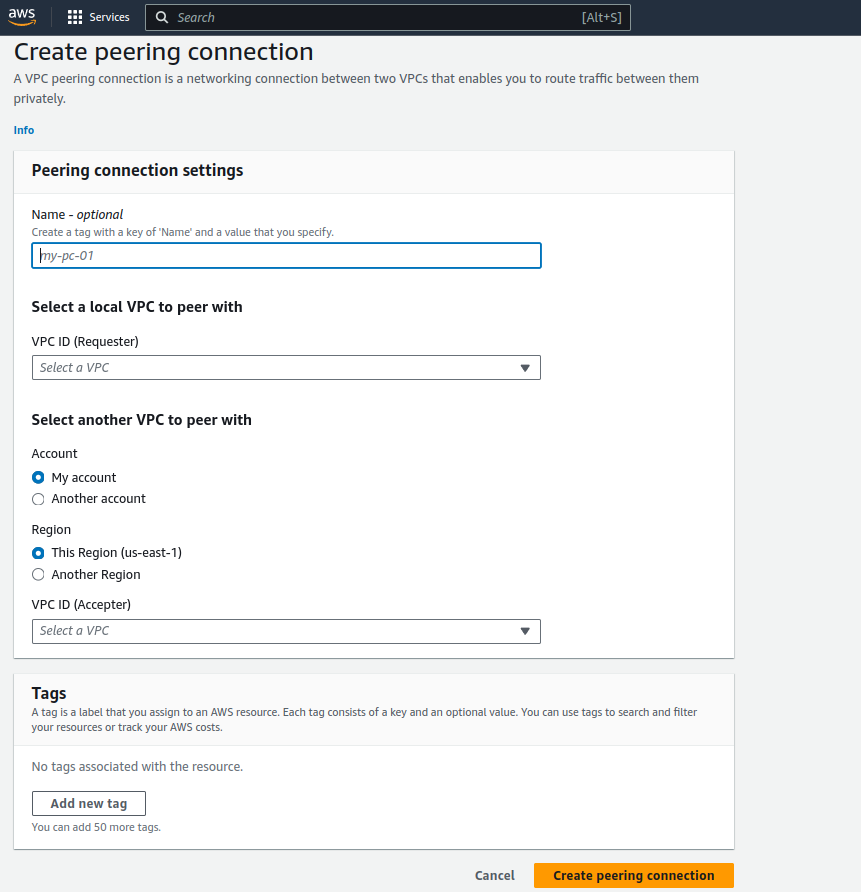 aws
Services
Search
[Alt+S]
Create peering connection
A VPC peering connection is a networking connection between two VPCs that enables you to route traffic between them
privately.
Info
Peering connection settings
Name - optional
Create a tag with a key of 'Name' and a value that you specify.
my-pc-01
Select a local VPC to peer with
VPC ID (Requester)
Select a VPC
Select another VPC to peer with
Account
My account
Another account
Region
This Region (us-east-1)
Another Region
VPC ID (Accepter)
Select a VPC
Tags
A tag is a label that you assign to an AWS resource. Each tag consists of a key and an optional value. You can use tags to search and filter
your resources or track your AWS costs.
No tags associated with the resource.
Add new tag
You can add 50 more tags.
Cancel
Create peering connection